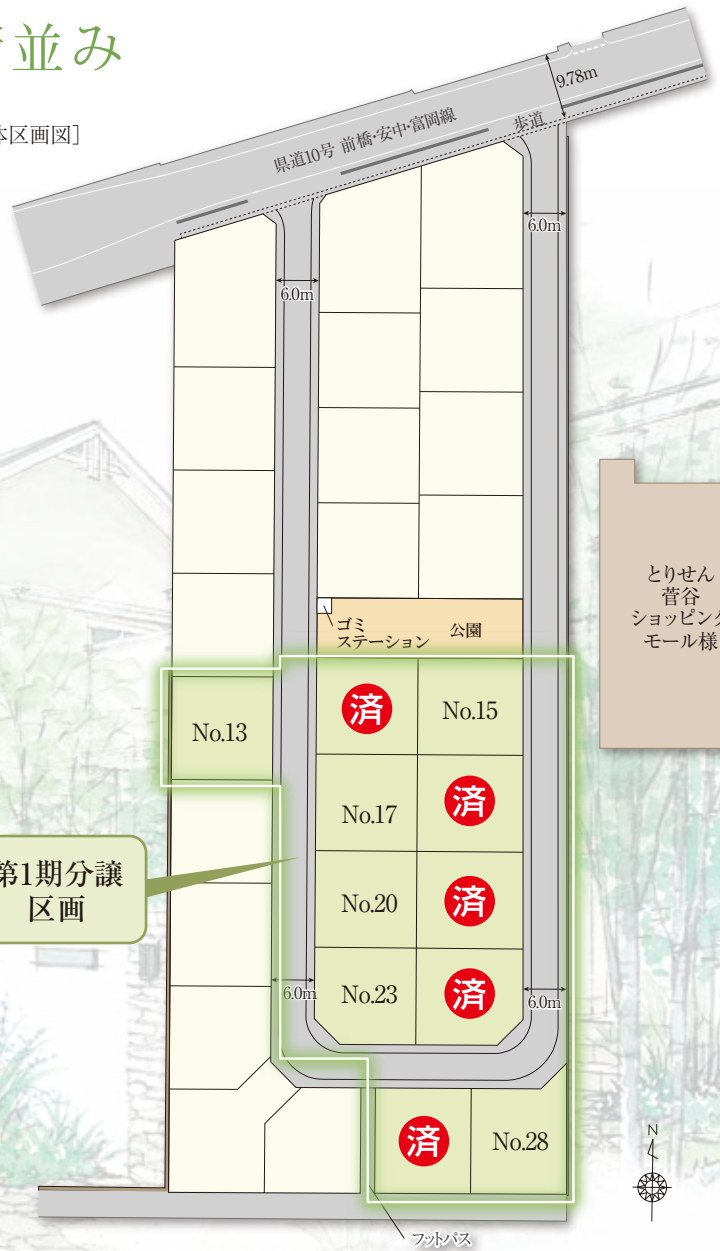 並み
本区画図]
9.78m
県道10号 前橋・安中・富岡線
歩道
6.0m
6.0m
とりせん
菅谷
ショッピング
モール様
ゴミ
ステーション
公園
済
No.15
No.13
No.17
済
第1期分譲
区画
No.20
済
No.23
済
6.0m
6.0m
済
No.28
N
フットパス